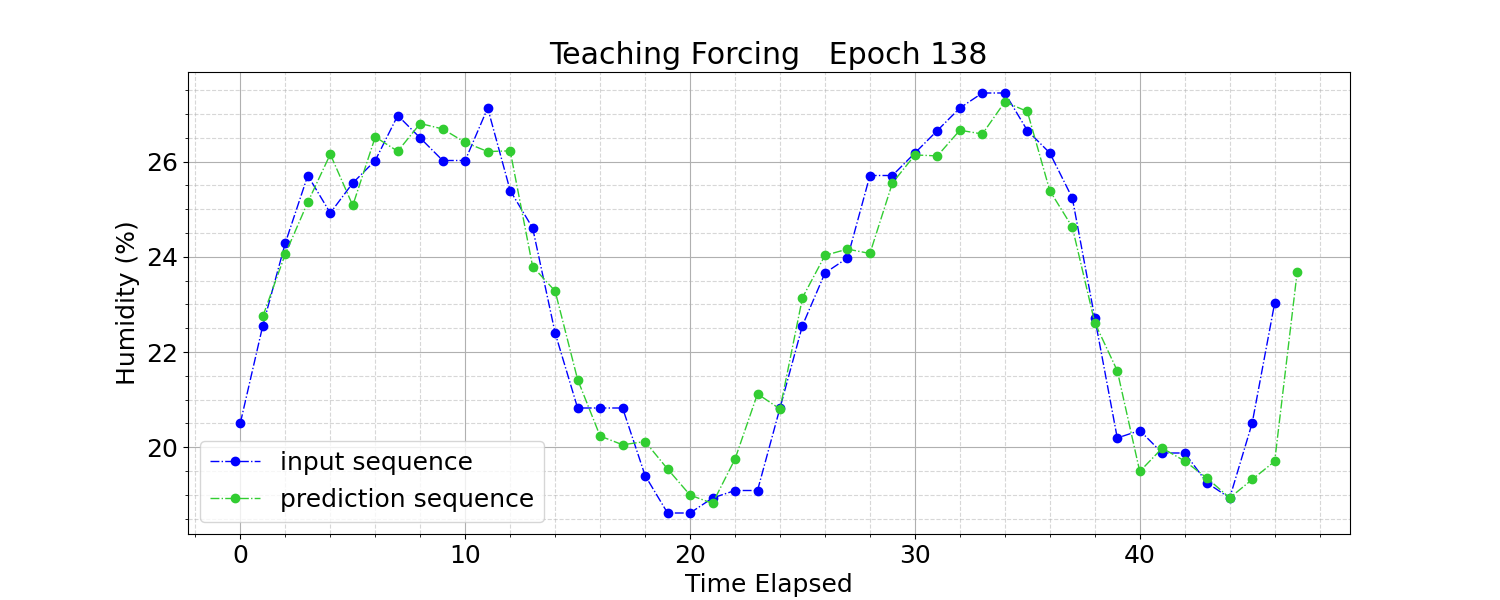 Teaching Forcing   Epoch 138
Humidity (%)
26
24
22
20
input sequence
prediction sequence
0 10 20 30 40
Time Elapsed